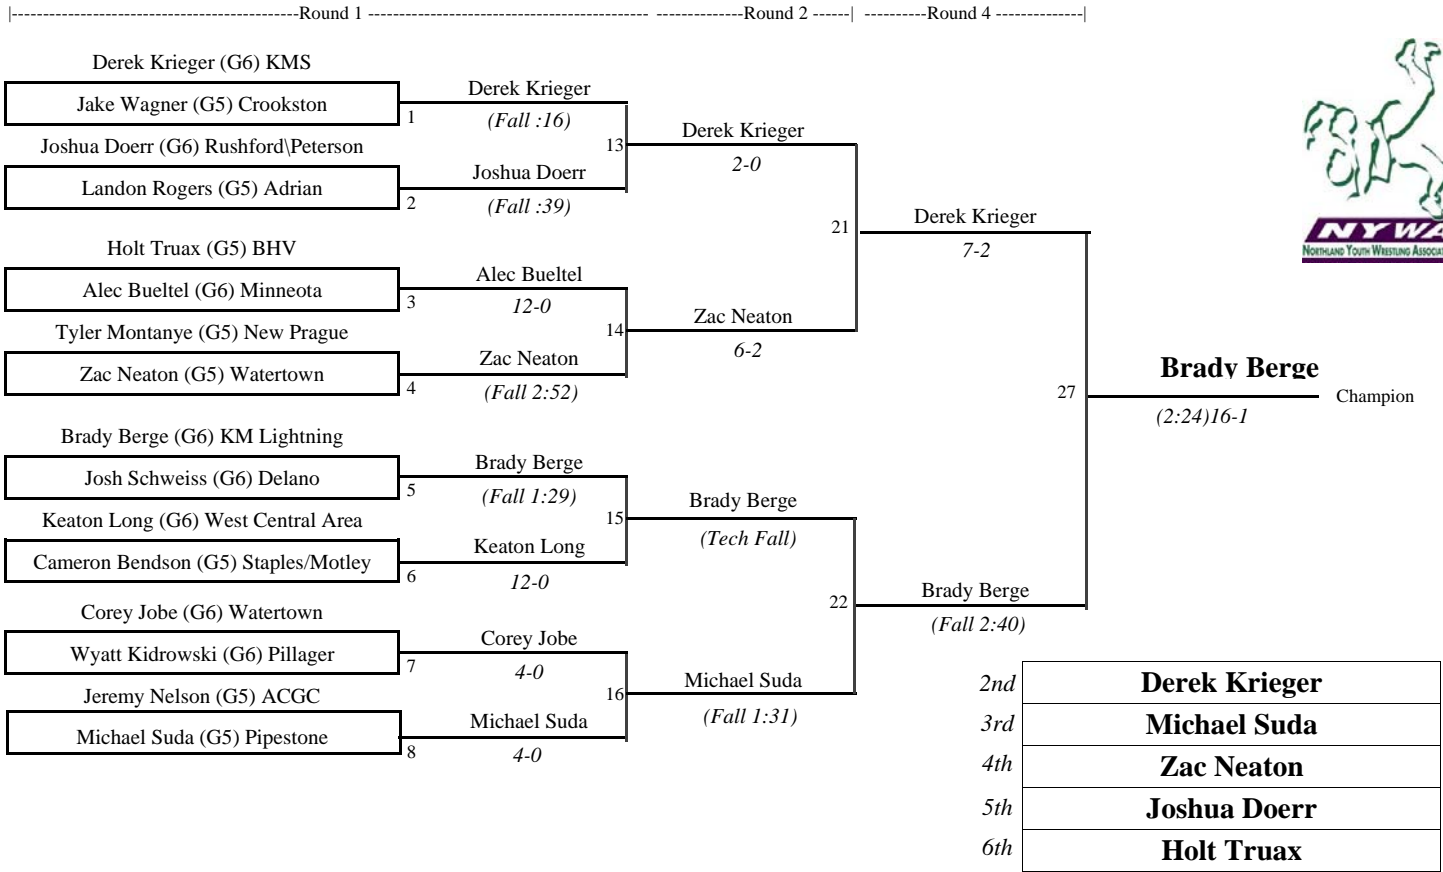 |----------------------------------------------Round 1 --------------------------------------------- --------------Round 2 ------| ----------Round 4 --------------|
Derek Krieger (G6) KMS
Jake Wagner (G5) Crookston
1
Derek Krieger
(Fall :16)
Joshua Doerr (G6) Rushford\Peterson
Landon Rogers (G5) Adrian
2
Joshua Doerr
(Fall :39)
13
Derek Krieger
2-0
Holt Truax (G5) BHV
Alec Bueltel (G6) Minneota
3
Alec Bueltel
12-0
Tyler Montanye (G5) New Prague
Zac Neaton (G5) Watertown
4
Zac Neaton
(Fall 2:52)
14
Zac Neaton
6-2
21
Derek Krieger
7-2
Brady Berge (G6) KM Lightning
Josh Schweiss (G6) Delano
5
Brady Berge
(Fall 1:29)
Keaton Long (G6) West Central Area
Cameron Bendson (G5) Staples/Motley
6
Keaton Long
12-0
15
Brady Berge
(Tech Fall)
Corey Jobe (G6) Watertown
Wyatt Kidrowski (G6) Pillager
7
Corey Jobe
4-0
Jeremy Nelson (G5) ACGC
Michael Suda (G5) Pipestone
8
Michael Suda
4-0
16
Michael Suda
(Fall 1:31)
22
Brady Berge
(Fall 2:40)
27
Brady Berge
Champion
(2:24)16-1
NYWA
Northland Youth Wrestling
2nd Derek Krieger
3rd Michael Suda
4th Zac Neaton
5th Joshua Doerr
6th Holt Truax